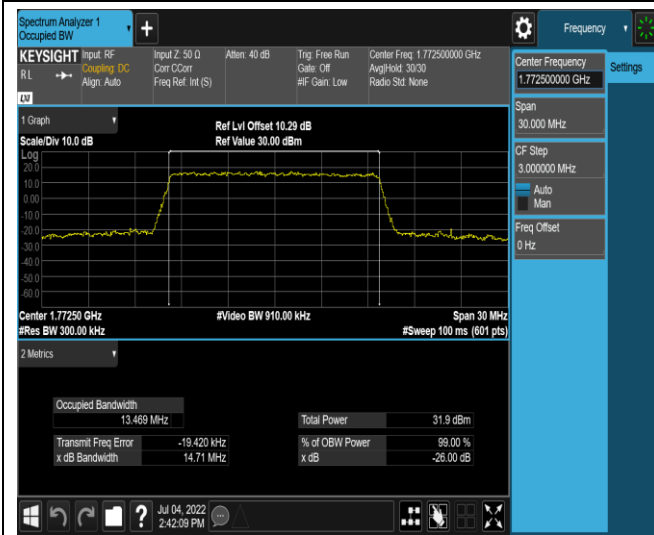 Spectrum Analyzer 1
Occupied BW
Frequency
KEYSIGHT
RL
LXI
Input: RF
Coupling: DC
Align: Auto
Input Z: 50 Ω
Corr CCorr
Freq Ref: Int (S)
Atten: 40 dB
Trig: Free Run
Gate: Off
#IF Gain: Low
Center Freq: 1.772500000 GHz
Avg|Hold: 30/30
Radio Std: None
Center Frequency
1.772500000 GHz
Settings
Span
30.000 MHz
CF Step
3.000000 MHz
Auto
Man
Freq Offset
0 Hz
1 Graph
Scale/Div 10.0 dB
Ref Lvl Offset 10.29 dB
Ref Value 30.00 dBm
Log
20.0
10.0
0.00
-10.0
-20.0
-30.0
-40.0
-50.0
-60.0
Center 1.77250 GHz
#Video BW 910.00 kHz
Span 30 MHz
#Res BW 300.00 kHz
#Sweep 100 ms (601 pts)
2 Metrics
Occupied Bandwidth
13.469 MHz
Total Power 31.9 dBm
Transmit Freq Error -19.420 kHz
% of OBW Power 99.00 %
x dB Bandwidth 14.71 MHz
x dB -26.00 dB
?
Jul 04, 2022
2:42:09 PM